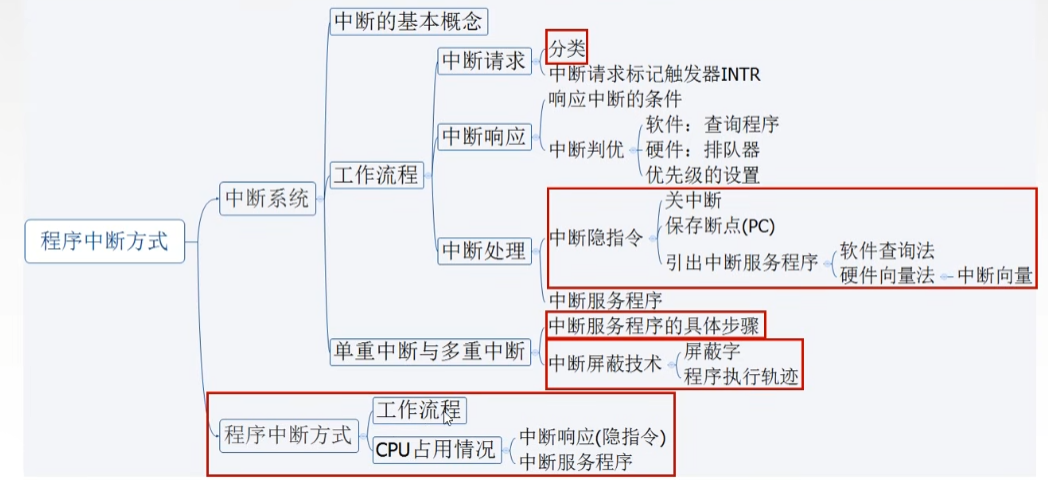 中断的基本概念
分类
中断请求
中断请求标记触发器INTR
响应中断的条件
软件：查询程序
中断响应
中断判优
硬件：排队器
优先级的设置
工作流程
中断系统
关中断
保存断点(PC)
程序中断方式
中断隐指令
中断处理
引出中断服务程序
软件查询法
硬件向量法
中断向量
中断服务程序
中断服务程序的具体步骤
单重中断与多重中断
屏蔽字
中断屏蔽技术
程序执行轨迹
工作流程
程序中断方式
中断响应(隐指令)
CPU占用情况
中断服务程序